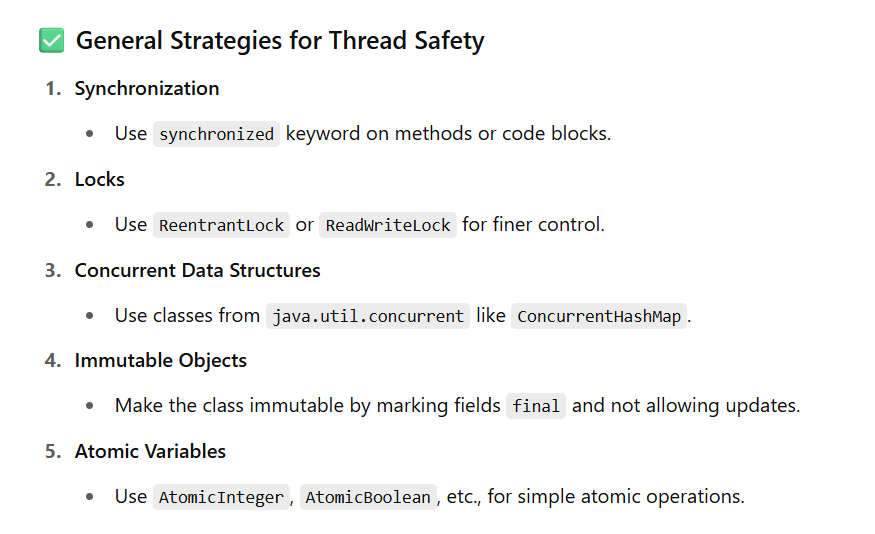 ✅ General Strategies for Thread Safety
1. Synchronization
• Use synchronized keyword on methods or code blocks.
2. Locks
• Use ReentrantLock or ReadWriteLock for finer control.
3. Concurrent Data Structures
• Use classes from java.util.concurrent like ConcurrentHashMap.
4. Immutable Objects
• Make the class immutable by marking fields final and not allowing updates.
5. Atomic Variables
• Use AtomicInteger, AtomicBoolean, etc., for simple atomic operations.